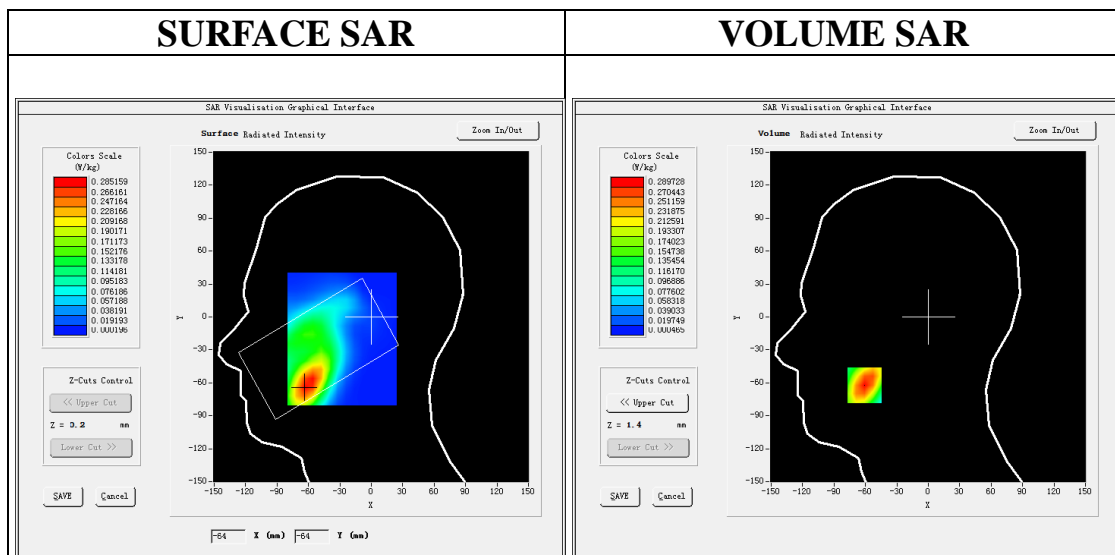 SURFACE SAR
VOLUME SAR
SAR Visualisation Graphical Interface
Surface Radiated Intensity
Zoom In/Out
Colors Scale
(W/kg)
0.285159
0.266161
0.247164
0.228166
0.209168
0.190171
0.171173
0.152176
0.133178
0.114181
0.095183
0.076186
0.057188
0.038191
0.019193
0.000196
Z-Cuts Control
<< Upper Cut
Z = 3.2 mm
Lower Cut >>
SAVE Cancel
150
120
90
60
30
0
-30
-60
-90
-120
-150
Y
-150 -120 -90 -60 -30 0 30 60 90 120 150
X
-64 X (mm) -64 Y (mm)
SAR Visualisation Graphical Interface
Volume Radiated Intensity
Zoom In/Out
Colors Scale
(W/kg)
0.289728
0.270443
0.251159
0.231875
0.212591
0.193307
0.174023
0.154738
0.135454
0.116170
0.096886
0.077602
0.058318
0.039033
0.019749
0.000465
Z-Cuts Control
<< Upper Cut
Z = 1.4 mm
Lower Cut >>
SAVE Cancel
150
120
90
60
30
0
-30
-60
-90
-120
-150
Y
-150 -120 -90 -60 -30 0 30 60 90 120 150
X